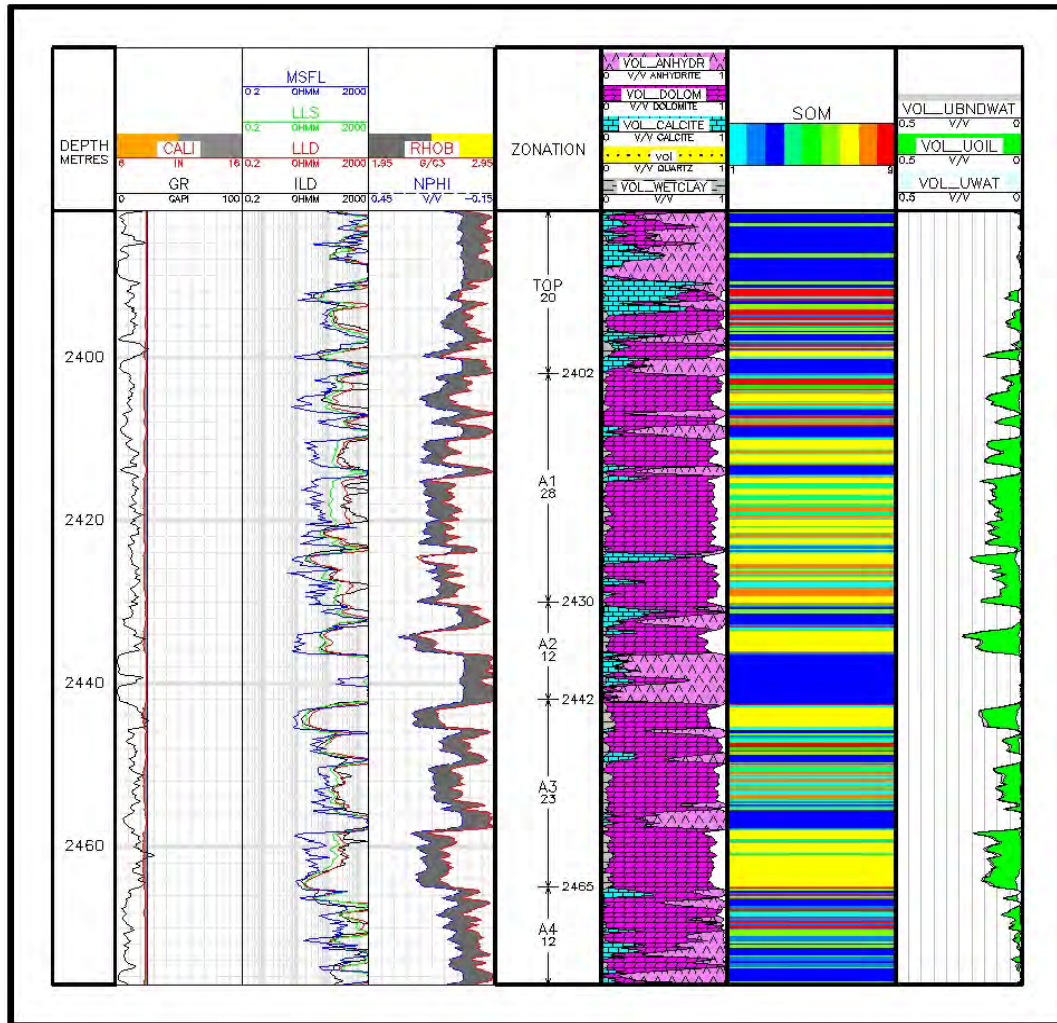 DEPTH
METRES
CALI
6 IN 16
GR
0 GAPI 100
MSFL
0.2 OHMM 2000
LLS
0.2 OHMM 2000
LLD
0.2 OHMM 2000
ILD
0.2 OHMM 2000
RHOB
1.95 G/C3 2.95
NPHI
0.45 V/V -0.15
ZONATION
VOL_ANHYDR
0 V/V ANHYDRITE 1
VOL_DOLOM
0 V/V DOLOMITE 1
VOL_CALCITE
0 V/V CALCITE 1
vol
0 V/V QUARTZ 1
VOL_WETCLAY
0 V/V 1
SOM
1 9
VOL_UBNDWAT
0.5 V/V 0
VOL_UOIL
0.5 V/V 0
VOL_UWAT
0.5 V/V 0
2400
2420
2440
2460
TOP
20
2402
A1
28
2430
A2
12
2442
A3
23
2465
A4
12